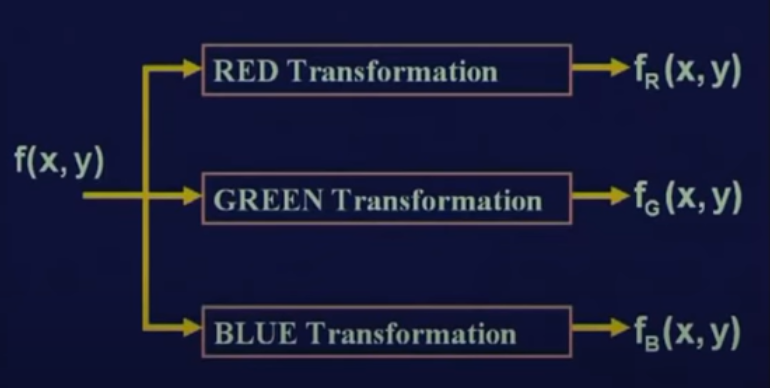 RED Transformation
f_R(x, y)
f(x, y)
GREEN Transformation
f_G(x, y)
BLUE Transformation
f_B(x, y)